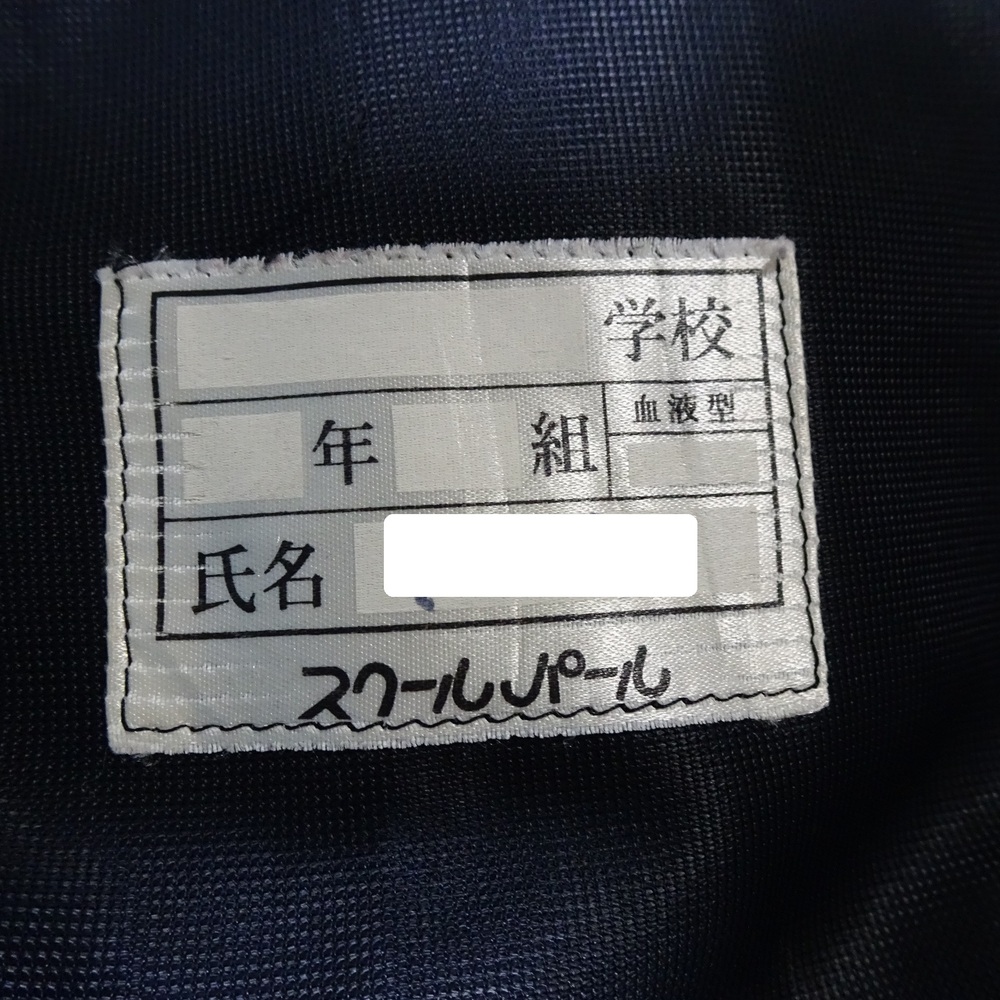 学校
年 組 血液型
氏名
スクールパール